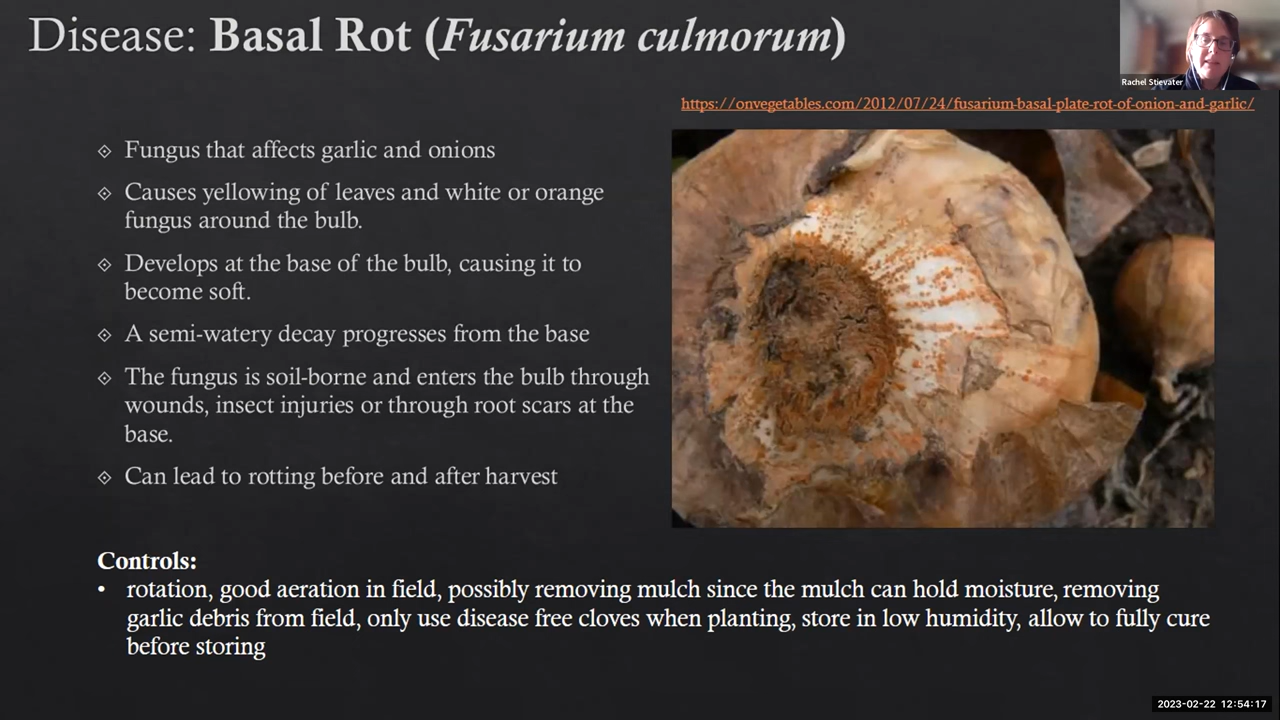 Disease: Basal Rot (Fusarium culmorum)
Rachel Stievater
https://onvegetables.com/2012/07/24/fusarium-basal-plate-rot-of-onion-and-garlic/
Fungus that affects garlic and onions
Causes yellowing of leaves and white or orange
fungus around the bulb.
Develops at the base of the bulb, causing it to
become soft.
A semi-watery decay progresses from the base
The fungus is soil-borne and enters the bulb through
wounds, insect injuries or through root scars at the
base.
Can lead to rotting before and after harvest
Controls:
• rotation, good aeration in field, possibly removing mulch since the mulch can hold moisture, removing
garlic debris from field, only use disease free cloves when planting, store in low humidity, allow to fully cure
before storing
2023-02-22 12:54:17